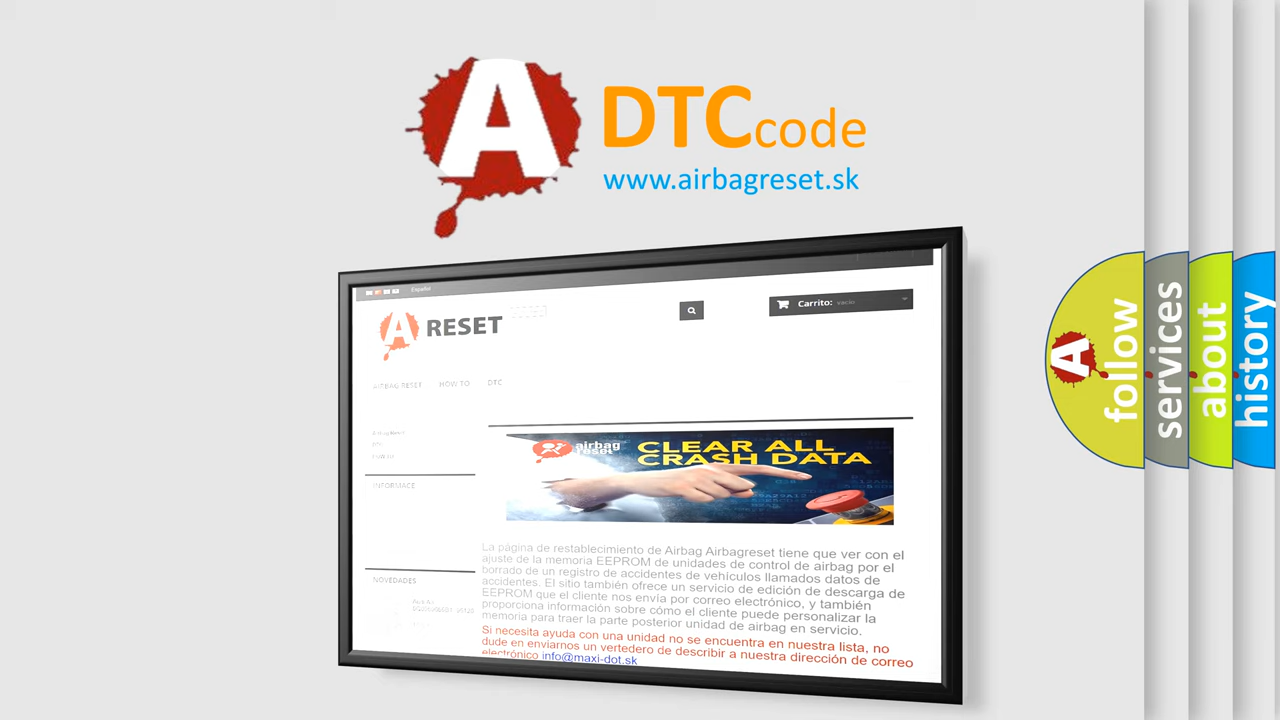 A
DTCcode
www.airbagreset.sk
Español
A RESET
Carrito: vacío
AIRBAG RESET HOW TO DTC
INFORMACE
airbag
reset
CLEAR ALL
CRASH DATA
La página de restablecimiento de Airbag Airbagreset tiene que ver con el
ajuste de la memoria EEPROM de unidades de control de airbag por el
borrado de un registro de accidentes de vehículos llamados datos de
accidentes. El sitio también ofrece un servicio de edición de descarga de
EEPROM que el cliente nos envía por correo electrónico, y también
proporciona información sobre cómo el cliente puede personalizar la
memoria para traer la parte posterior unidad de airbag en servicio.
Si necesita ayuda con una unidad no se encuentra en nuestra lista, no
dude en enviarnos un vertedero de describir a nuestra dirección de correo
electrónico info@maxi-dot.sk
NOVEDADES
A
follow
services
about
history